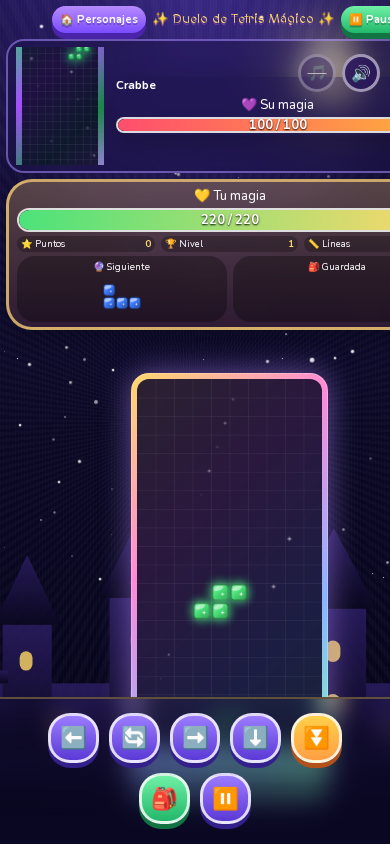 🏠 Personajes
✨ Duelo de Tetris Mágico ✨
⏸️ Paus
Crabbe
💜 Su magia
100 / 100
💛 Tu magia
220 / 220
⭐ Puntos 0
🏆 Nivel 1
📏 Líneas
🔮 Siguiente
🎒 Guardada